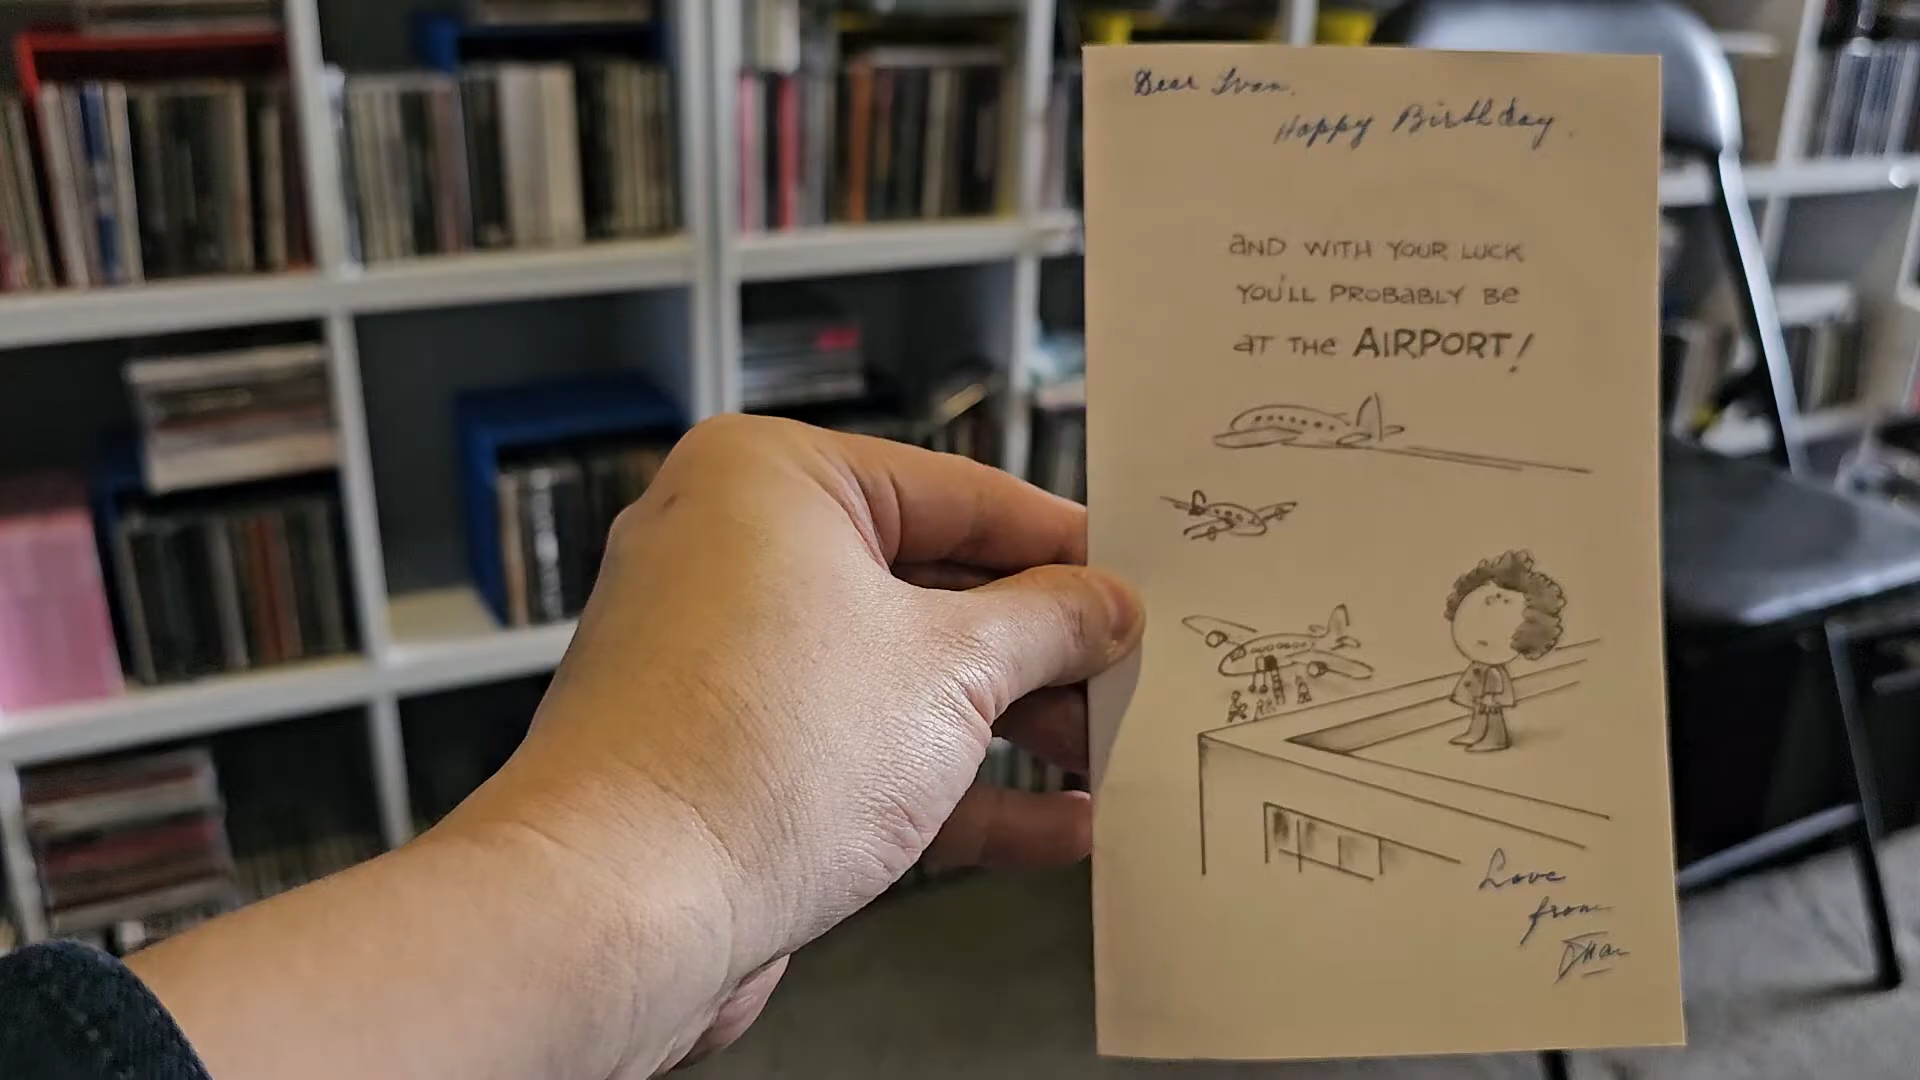 Dear Ivan,
Happy Birthday.
AND WITH YOUR LUCK
YOU'LL PROBABLY BE
AT THE AIRPORT!
Love
from